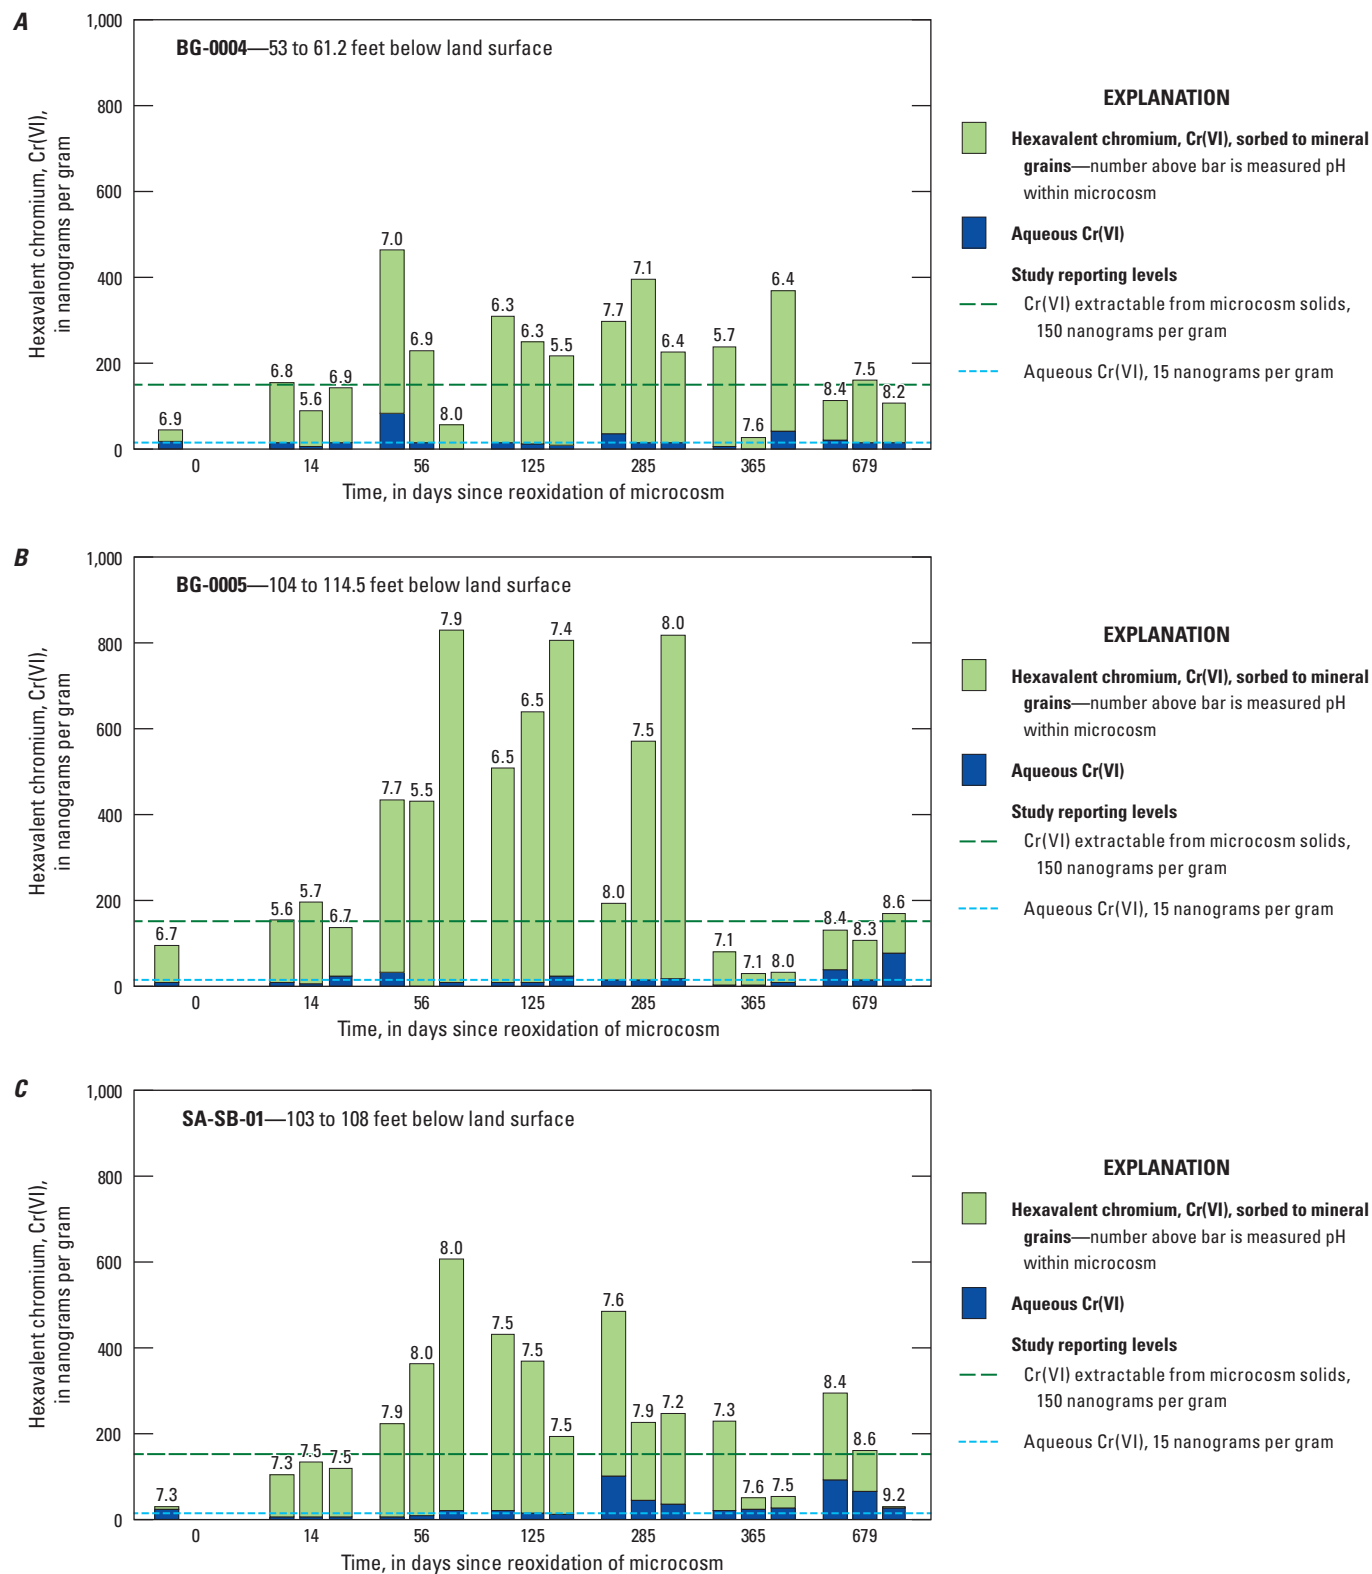 A
1,000
800
600
400
200
0
Hexavalent chromium, Cr(VI),
in nanograms per gram
BG-0004—53 to 61.2 feet below land surface
6.9
6.8
5.6
6.9
7.0
6.9
8.0
6.3
6.3
5.5
7.7
7.1
6.4
5.7
7.6
6.4
8.4
7.5
8.2
0
14
56
125
285
365
679
Time, in days since reoxidation of microcosm
EXPLANATION
Hexavalent chromium, Cr(VI), sorbed to mineral
grains—number above bar is measured pH
within microcosm
Aqueous Cr(VI)
Study reporting levels
Cr(VI) extractable from microcosm solids,
150 nanograms per gram
Aqueous Cr(VI), 15 nanograms per gram
B
1,000
800
600
400
200
0
Hexavalent chromium, Cr(VI),
in nanograms per gram
BG-0005—104 to 114.5 feet below land surface
6.7
5.6
5.7
6.7
7.7
5.5
7.9
6.5
6.5
7.4
8.0
7.5
8.0
7.1
7.1
8.0
8.4
8.3
8.6
0
14
56
125
285
365
679
Time, in days since reoxidation of microcosm
EXPLANATION
Hexavalent chromium, Cr(VI), sorbed to mineral
grains—number above bar is measured pH
within microcosm
Aqueous Cr(VI)
Study reporting levels
Cr(VI) extractable from microcosm solids,
150 nanograms per gram
Aqueous Cr(VI), 15 nanograms per gram
C
1,000
800
600
400
200
0
Hexavalent chromium, Cr(VI),
in nanograms per gram
SA-SB-01—103 to 108 feet below land surface
7.3
7.3
7.5
7.5
7.9
8.0
8.0
7.5
7.5
7.5
7.6
7.9
7.2
7.3
7.6
7.5
8.4
8.6
9.2
0
14
56
125
285
365
679
Time, in days since reoxidation of microcosm
EXPLANATION
Hexavalent chromium, Cr(VI), sorbed to mineral
grains—number above bar is measured pH
within microcosm
Aqueous Cr(VI)
Study reporting levels
Cr(VI) extractable from microcosm solids,
150 nanograms per gram
Aqueous Cr(VI), 15 nanograms per gram